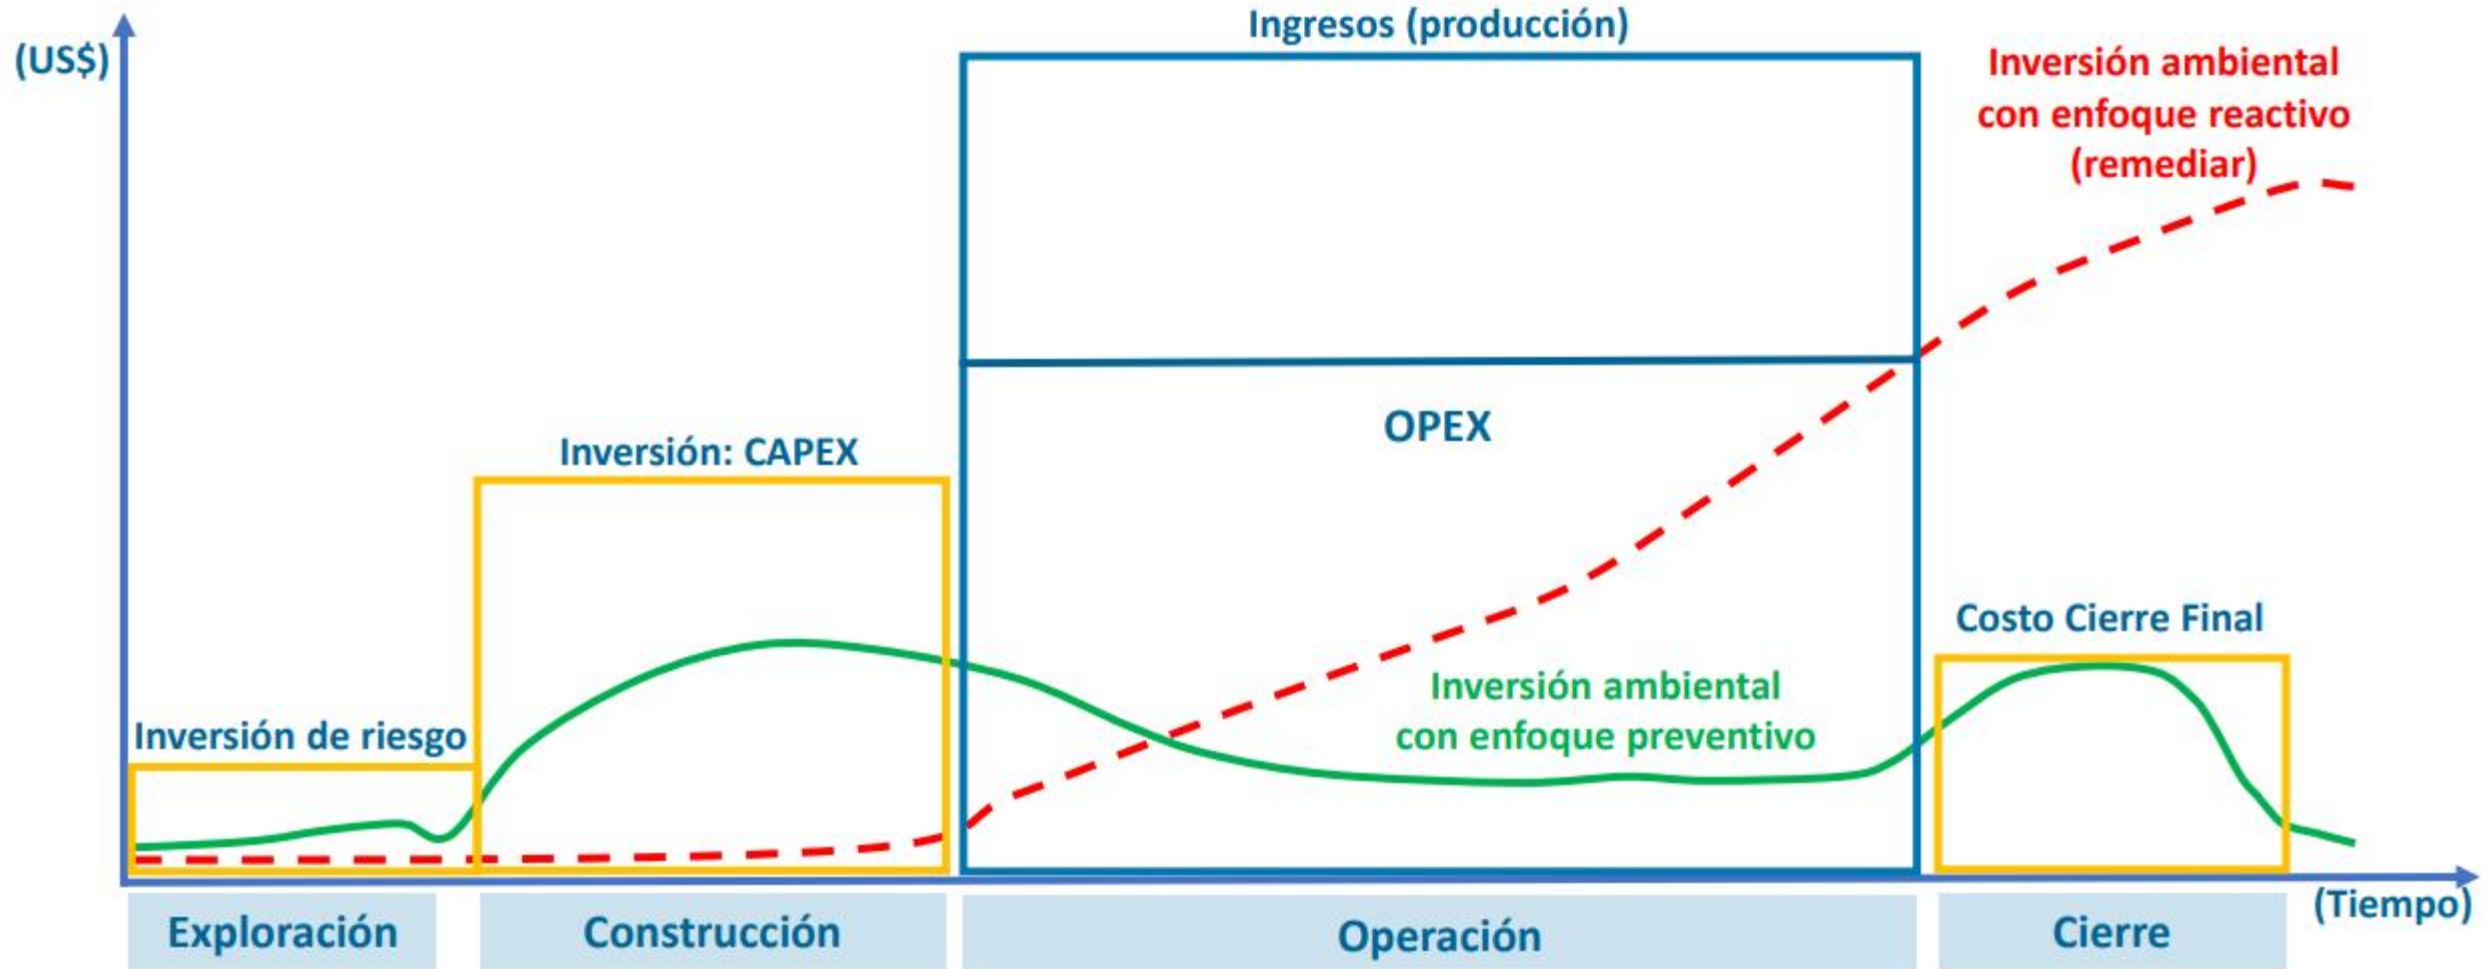 Ingresos (producción)
(US$)
Inversión ambiental
con enfoque reactivo
(remediar)
Inversión: CAPEX
OPEX
Costo Cierre Final
Inversión de riesgo
Inversión ambiental
con enfoque preventivo
(Tiempo)
Exploración
Construcción
Operación
Cierre